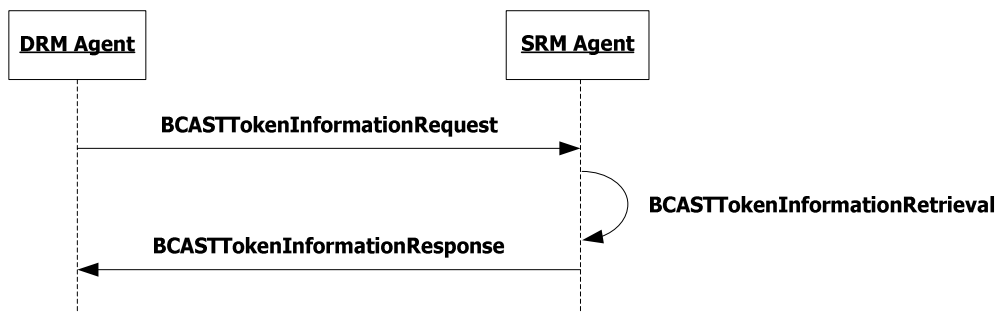 DRM Agent
SRM Agent
BCASTTokenInformationRequest
BCASTTokenInformationRetrieval
BCASTTokenInformationResponse